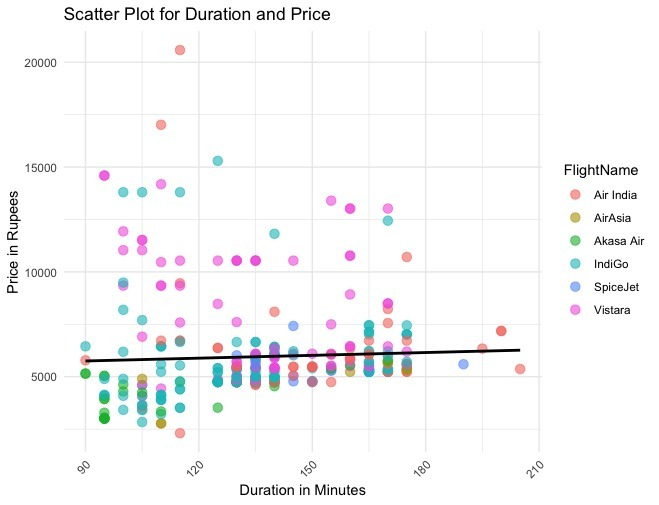 Scatter Plot for Duration and Price
20000
15000
10000
5000
Price in Rupees
90
120
150
180
210
Duration in Minutes
FlightName
Air India
AirAsia
Akasa Air
IndiGo
SpiceJet
Vistara